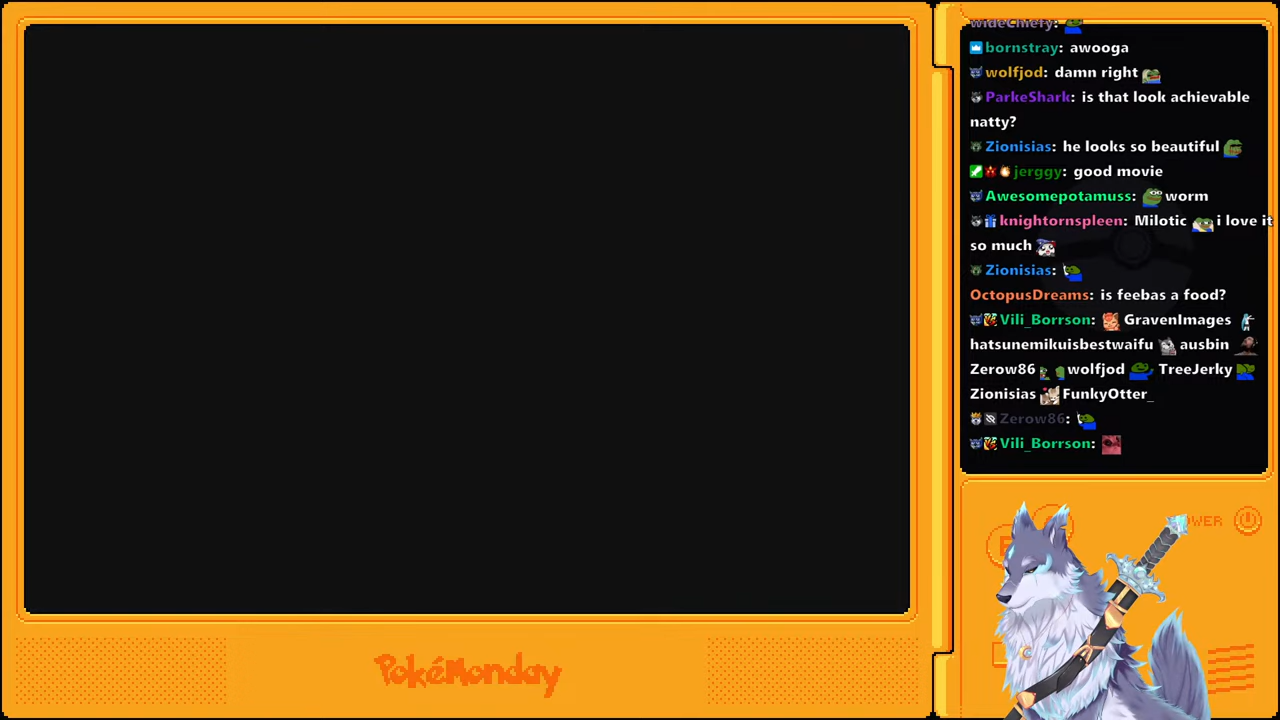 wideChiefy:
bornstray: awooga
wolfjod: damn right
ParkeShark: is that look achievable
natty?
Zionisias: he looks so beautiful
jerggy: good movie
Awesomepotamuss: worm
knightornspleen: Milotic i love it
so much
Zionisias:
OctopusDreams: is feebas a food?
Vili_Borrson: GravenImages
hatsunemikuisbestwaifu ausbin
Zerow86 wolfjod TreeJerky
Zionisias FunkyOtter_
Zerow86:
Vili_Borrson:
WER
PokéMonday